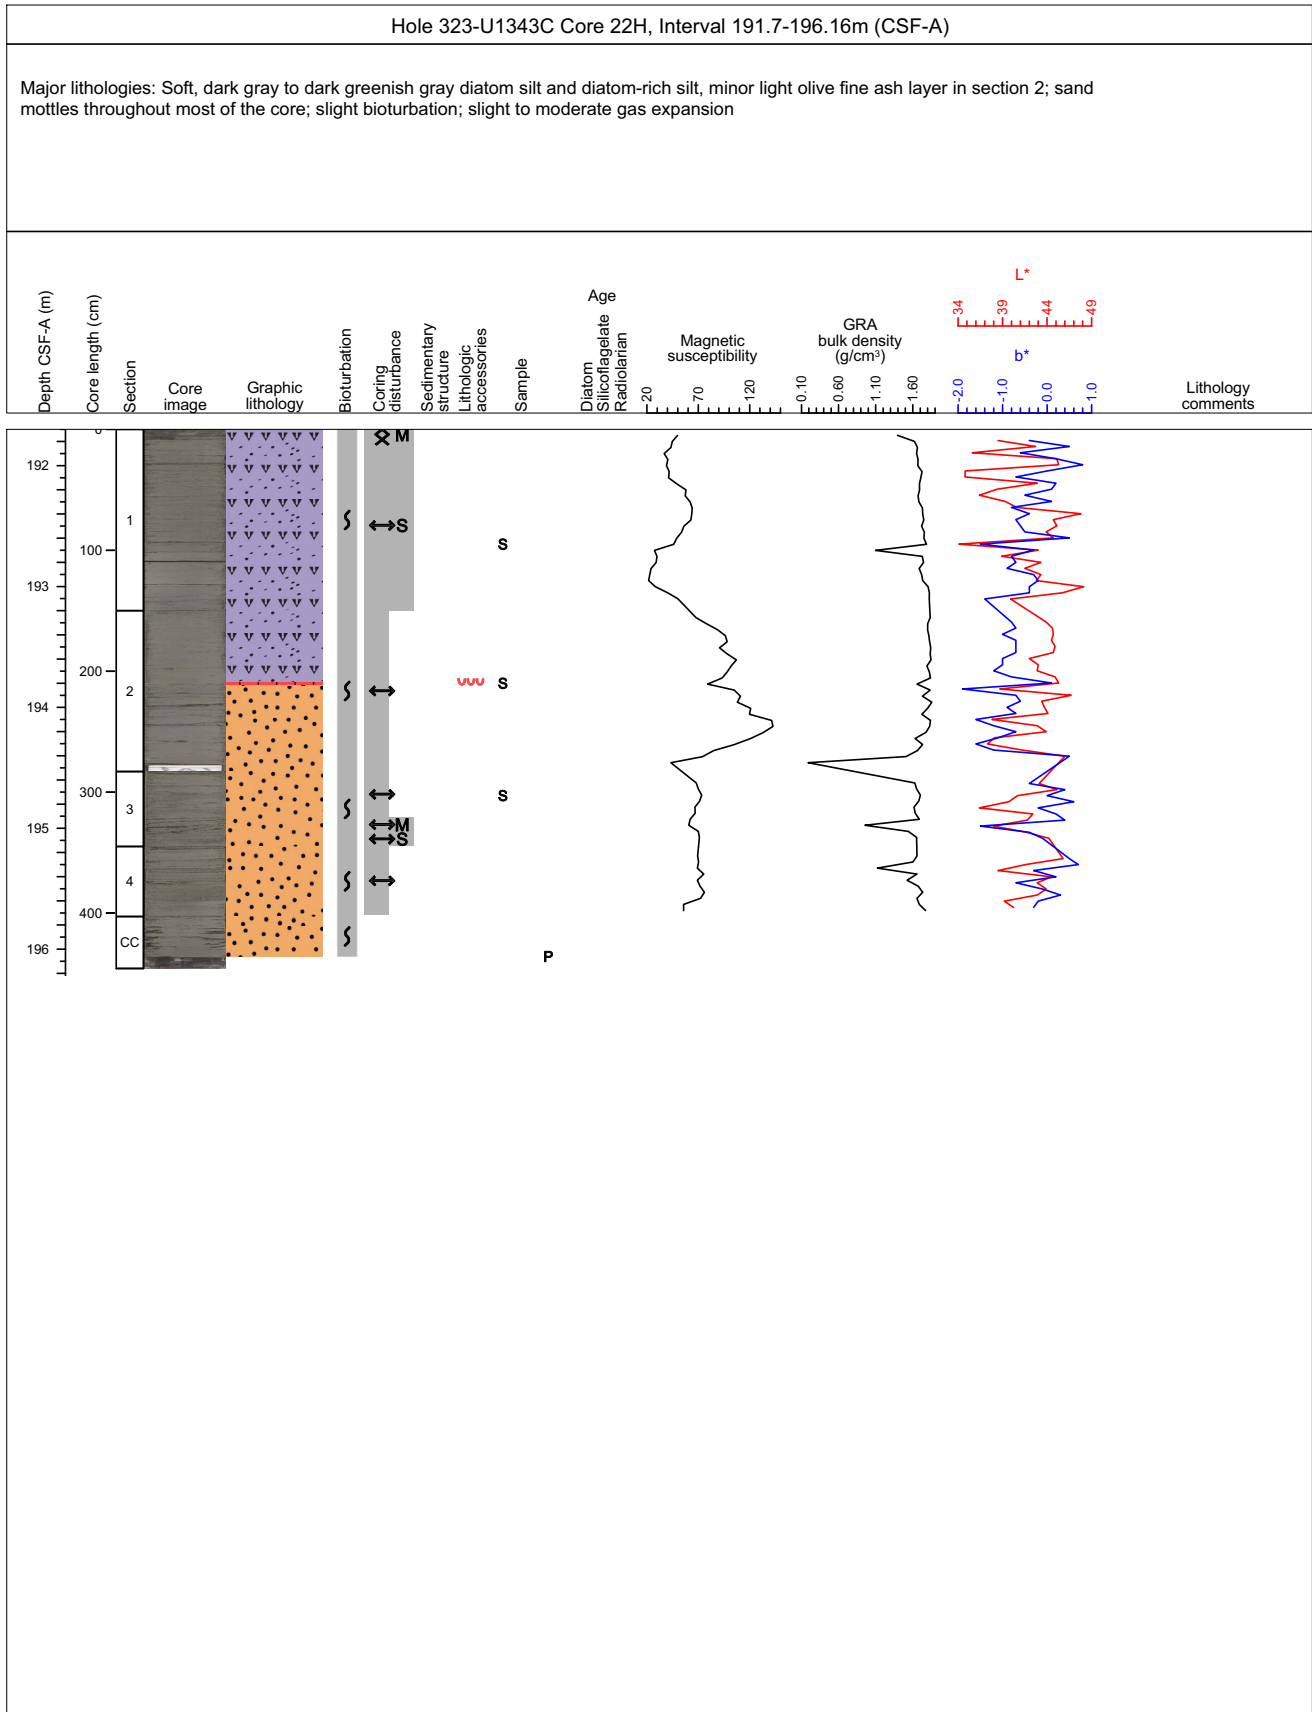 Hole 323-U1343C Core 22H, Interval 191.7-196.16m (CSF-A)
Major lithologies: Soft, dark gray to dark greenish gray diatom silt and diatom-rich silt, minor light olive fine ash layer in section 2; sand
mottles throughout most of the core; slight bioturbation; slight to moderate gas expansion
Depth CSF-A (m)
Core length (cm)
Section
Core
image
Graphic
lithology
Bioturbation
Coring
disturbance
Sedimentary
structure
Lithologic
accessories
Sample
Age
Diatom
Silicoflagelate
Radiolarian
Magnetic
susceptibility
20 70 120
GRA
bulk density
(g/cm³)
0.10 0.60 1.10 1.60
L*
34 39 44 49
b*
-2.0 -1.0 0.0 1.0
Lithology
comments
0
M
192
1
S
100
S
193
200
S
2
194
300
S
3
195
M
S
4
400
CC
196
P